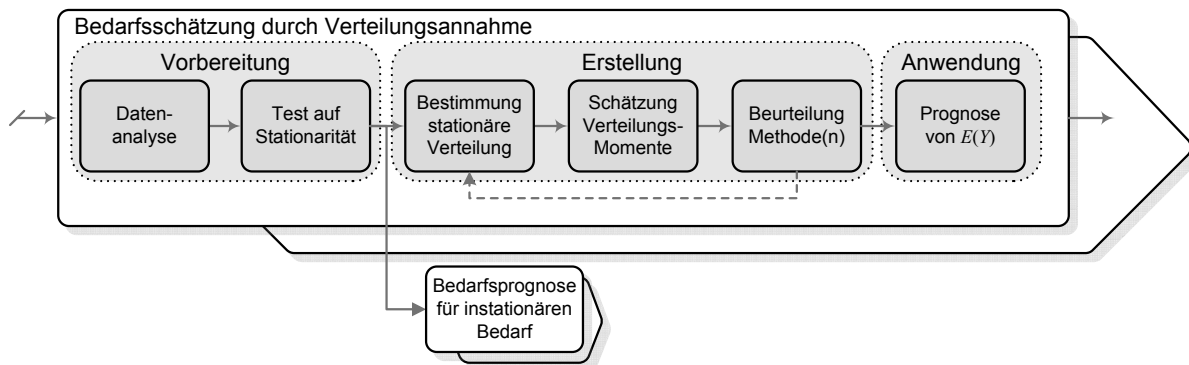 Bedarfsschätzung durch Verteilungsannahme
Vorbereitung
Daten-
analyse
Test auf
Stationarität
Erstellung
Bestimmung
stationäre
Verteilung
Schätzung
Verteilungs-
Momente
Beurteilung
Methode(n)
Anwendung
Prognose
von E(Y)
Bedarfsprognose
für instationären
Bedarf